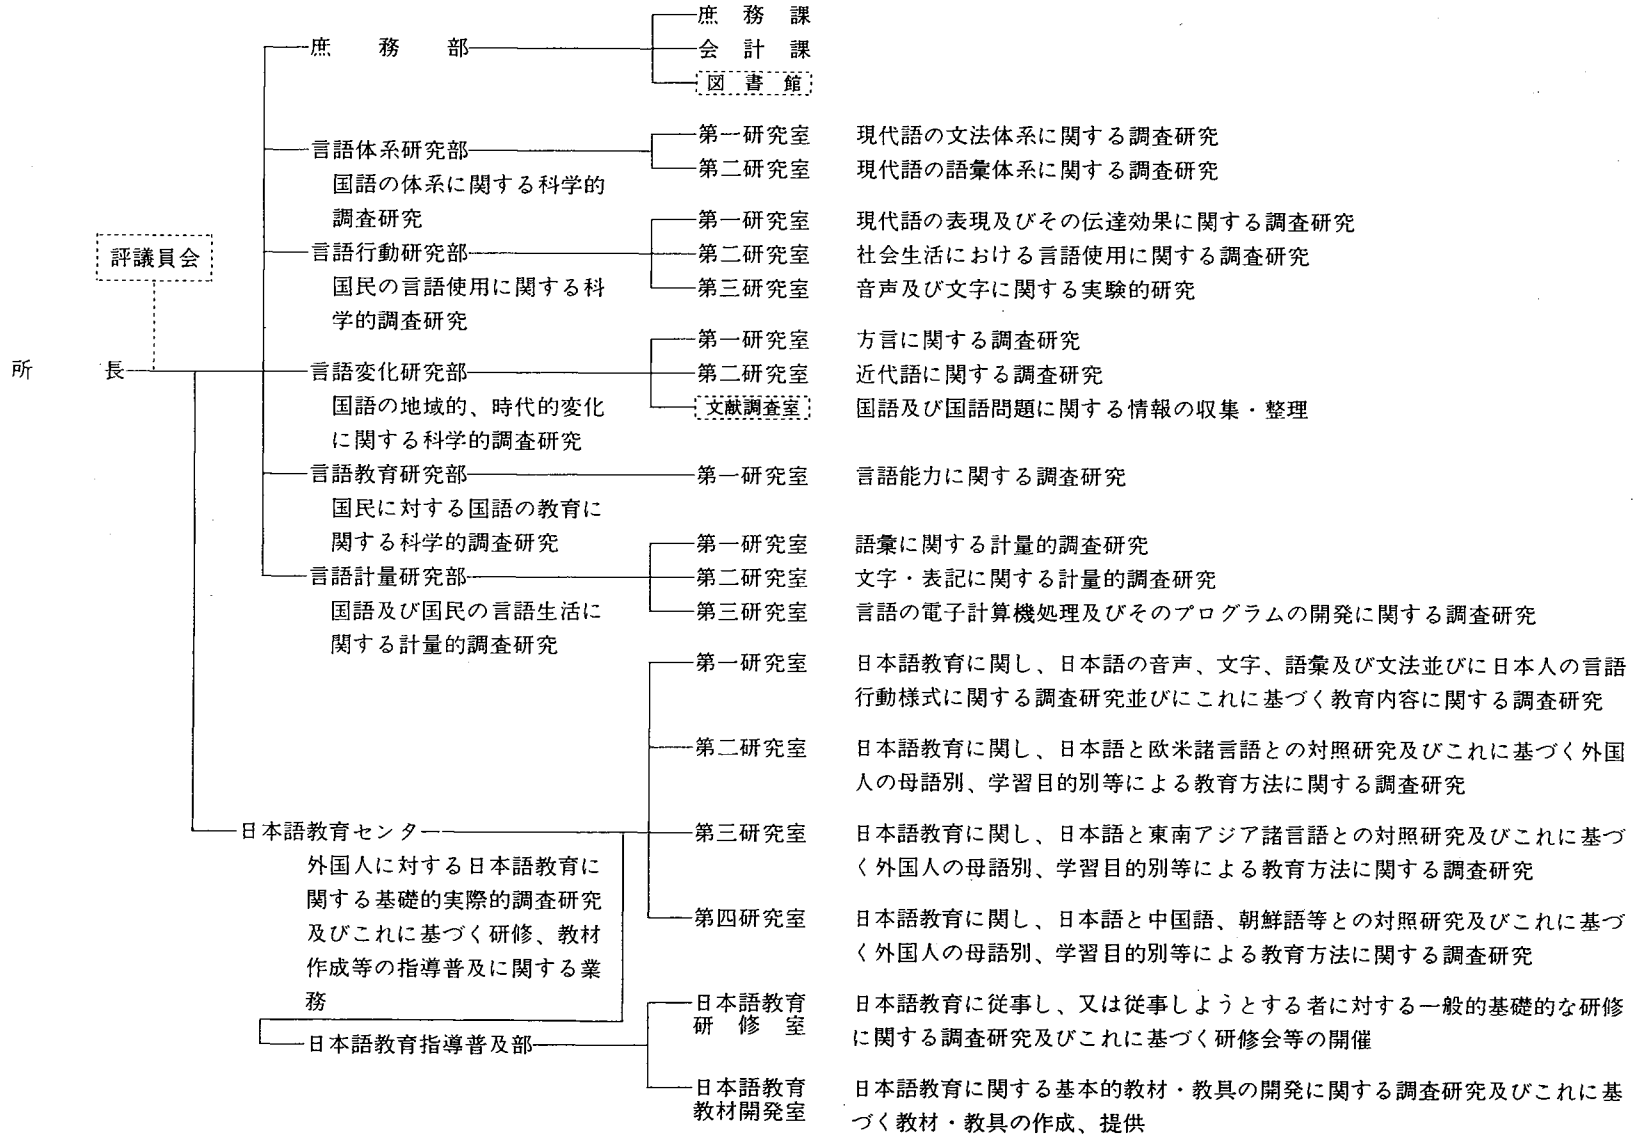 所長
評議員会
庶務部
庶務課
会計課
図書館
言語体系研究部
国語の体系に関する科学的
調査研究
第一研究室 現代語の文法体系に関する調査研究
第二研究室 現代語の語彙体系に関する調査研究
言語行動研究部
国民の言語使用に関する科
学的調査研究
第一研究室 現代語の表現及びその伝達効果に関する調査研究
第二研究室 社会生活における言語使用に関する調査研究
第三研究室 音声及び文字に関する実験的研究
言語変化研究部
国語の地域的、時代的変化
に関する科学的調査研究
第一研究室 方言に関する調査研究
第二研究室 近代語に関する調査研究
文献調査室 国語及び国語問題に関する情報の収集・整理
言語教育研究部
国民に対する国語の教育に
関する科学的調査研究
第一研究室 言語能力に関する調査研究
言語計量研究部
国語及び国民の言語生活に
関する計量的調査研究
第一研究室 語彙に関する計量的調査研究
第二研究室 文字・表記に関する計量的調査研究
第三研究室 言語の電子計算機処理及びそのプログラムの開発に関する調査研究
日本語教育センター
外国人に対する日本語教育に
関する基礎的実際的調査研究
及びこれに基づく研修、教材
作成等の指導普及に関する業
務
第一研究室 日本語教育に関し、日本語の音声、文字、語彙及び文法並びに日本人の言語
行動様式に関する調査研究並びにこれに基づく教育内容に関する調査研究
第二研究室 日本語教育に関し、日本語と欧米諸言語との対照研究及びこれに基づく外国
人の母語別、学習目的別等による教育方法に関する調査研究
第三研究室 日本語教育に関し、日本語と東南アジア諸言語との対照研究及びこれに基づ
く外国人の母語別、学習目的別等による教育方法に関する調査研究
第四研究室 日本語教育に関し、日本語と中国語、朝鮮語等との対照研究及びこれに基づ
く外国人の母語別、学習目的別等による教育方法に関する調査研究
日本語教育指導普及部
日本語教育
研修室
日本語教育に従事し、又は従事しようとする者に対する一般的基礎的な研修
に関する調査研究及びこれに基づく研修会等の開催
日本語教育
教材開発室
日本語教育に関する基本的教材・教具の開発に関する調査研究及びこれに基
づく教材・教具の作成、提供